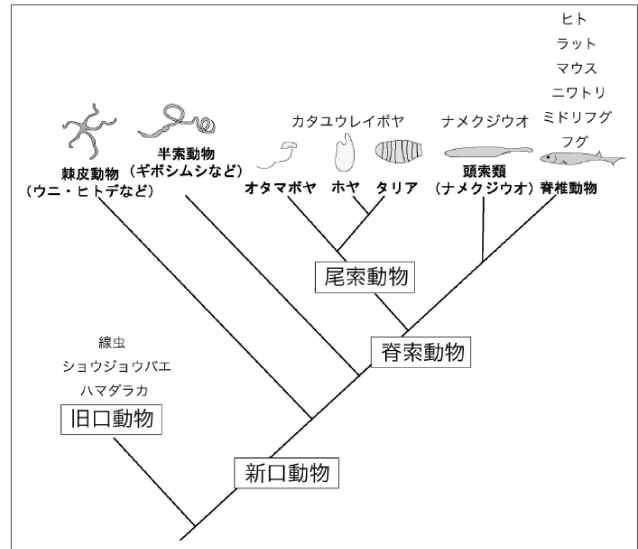 ヒト
ラット
マウス
ニワトリ
ミドリフグ
フグ
カタユウレイボヤ
ナメクジウオ
棘皮動物
(ウニ・ヒトデなど)
半索動物
(ギボシムシなど)
オタマボヤ
ホヤ
タリア
頭索類
(ナメクジウオ)
脊椎動物
尾索動物
脊索動物
線虫
ショウジョウバエ
ハマダラカ
旧口動物
新口動物